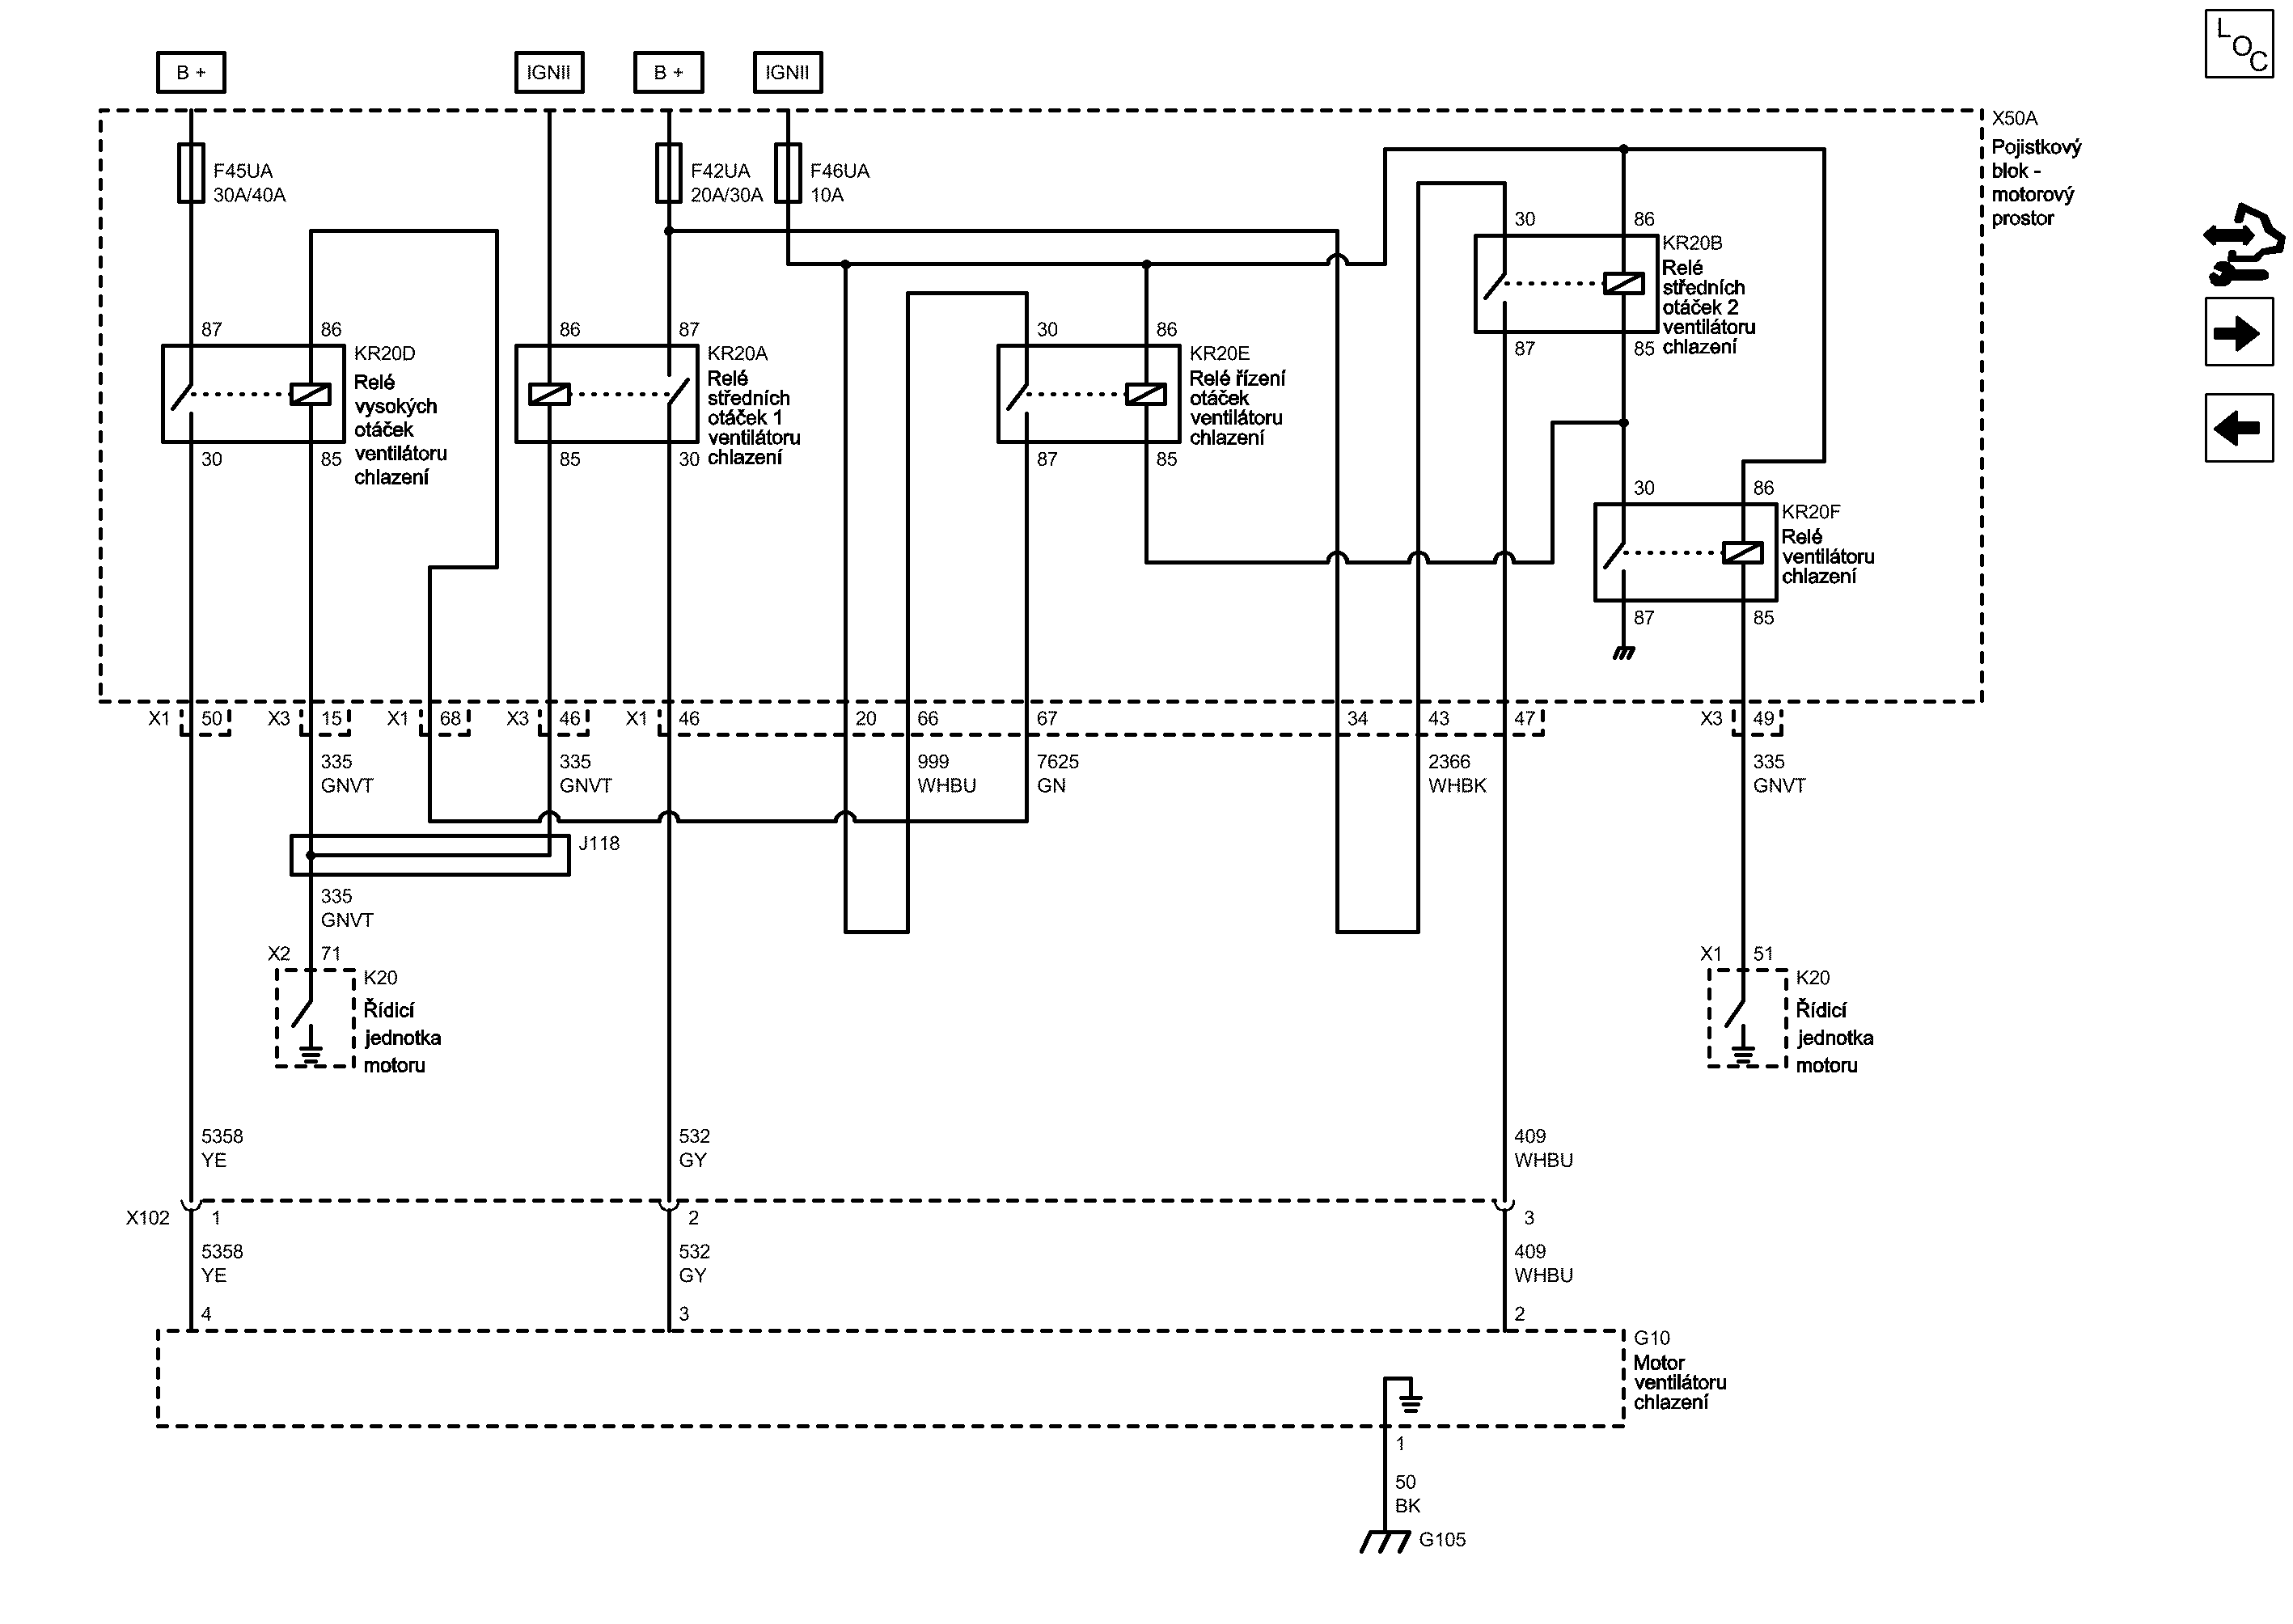 B +
IGNII
B +
IGNII
L
O
C
X50A
Pojistkový
blok -
motorový
prostor
F45UA
30A/40A
F42UA
20A/30A
F46UA
10A
30
86
KR20B
Relé
středních
otáček 2
ventilátoru
chlazení
87
85
87
86
KR20D
Relé
vysokých
otáček
ventilátoru
chlazení
30
85
86
87
KR20A
Relé
středních
otáček 1
ventilátoru
chlazení
85
30
30
86
KR20E
Relé řízení
otáček
ventilátoru
chlazení
87
85
30
86
KR20F
Relé
ventilátoru
chlazení
87
85
X1
50
X3
15
X1
68
X3
46
X1
46
20
66
67
34
43
47
X3
49
335
GNVT
335
GNVT
999
WHBU
7625
GN
2366
WHBK
335
GNVT
J118
335
GNVT
X2
71
K20
Řídicí
jednotka
motoru
X1
51
K20
Řídicí
jednotka
motoru
5358
YE
532
GY
409
WHBU
X102
1
2
3
5358
YE
532
GY
409
WHBU
4
3
2
G10
Motor
ventilátoru
chlazení
1
50
BK
G105